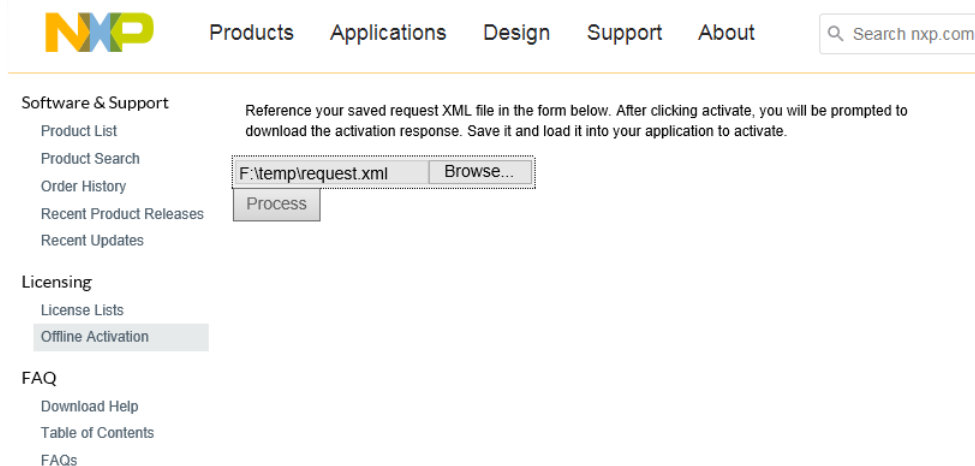 NXP
Products Applications Design Support About Search nxp.com
Software & Support
Product List
Product Search
Order History
Recent Product Releases
Recent Updates
Licensing
License Lists
Offline Activation
FAQ
Download Help
Table of Contents
FAQs
Reference your saved request XML file in the form below. After clicking activate, you will be prompted to
download the activation response. Save it and load it into your application to activate.
F:\temp\request.xml Browse...
Process